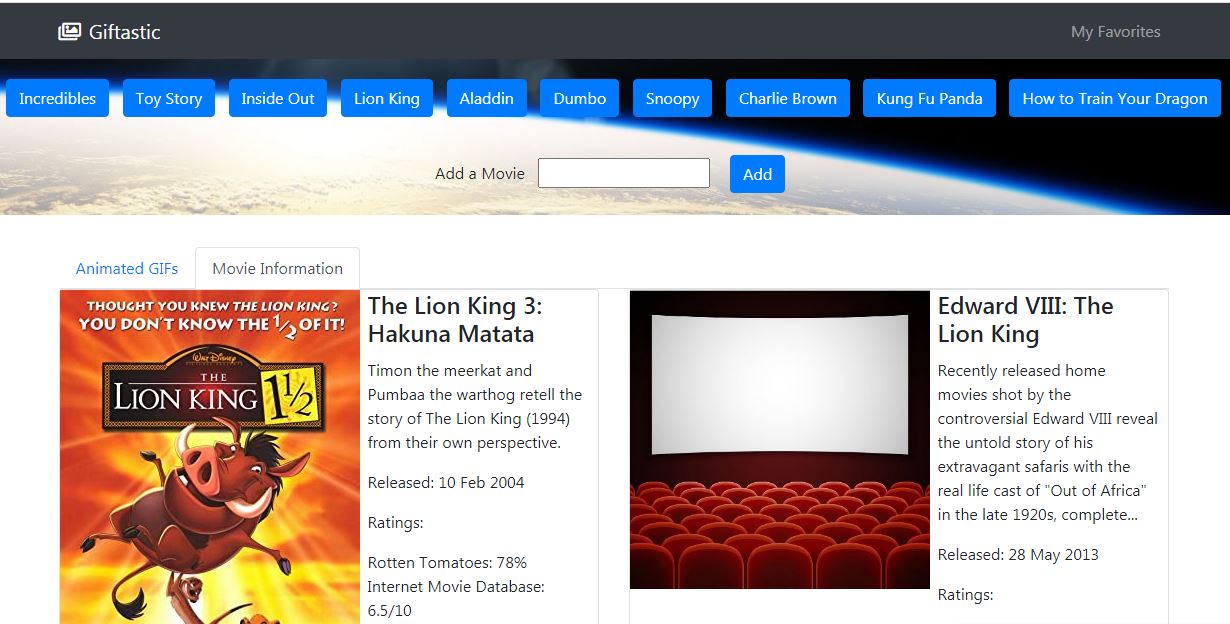 Giftastic
My Favorites
Incredibles
Toy Story
Inside Out
Lion King
Aladdin
Dumbo
Snoopy
Charlie Brown
Kung Fu Panda
How to Train Your Dragon
Add a Movie
Add
Animated GIFs
Movie Information
THOUGHT YOU KNEW THE LION KING?
YOU DON'T KNOW THE 1/2 OF IT!
WALT DISNEY
THE
LION KING 1½
The Lion King 3:
Hakuna Matata
Timon the meerkat and
Pumbaa the warthog retell the
story of The Lion King (1994)
from their own perspective.
Released: 10 Feb 2004
Ratings:
Rotten Tomatoes: 78%
Internet Movie Database:
6.5/10
Edward VIII: The
Lion King
Recently released home
movies shot by the
controversial Edward VIII reveal
the untold story of his
extravagant safaris with the
real life cast of "Out of Africa"
in the late 1920s, complete...
Released: 28 May 2013
Ratings: